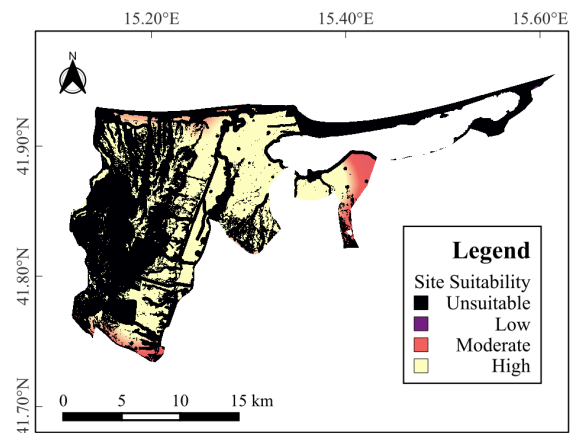 15.20°E 15.40°E 15.60°E
N
41.90°N
41.80°N
41.70°N
Legend
Site Suitability
Unsuitable
Low
Moderate
High
0 5 10 15 km